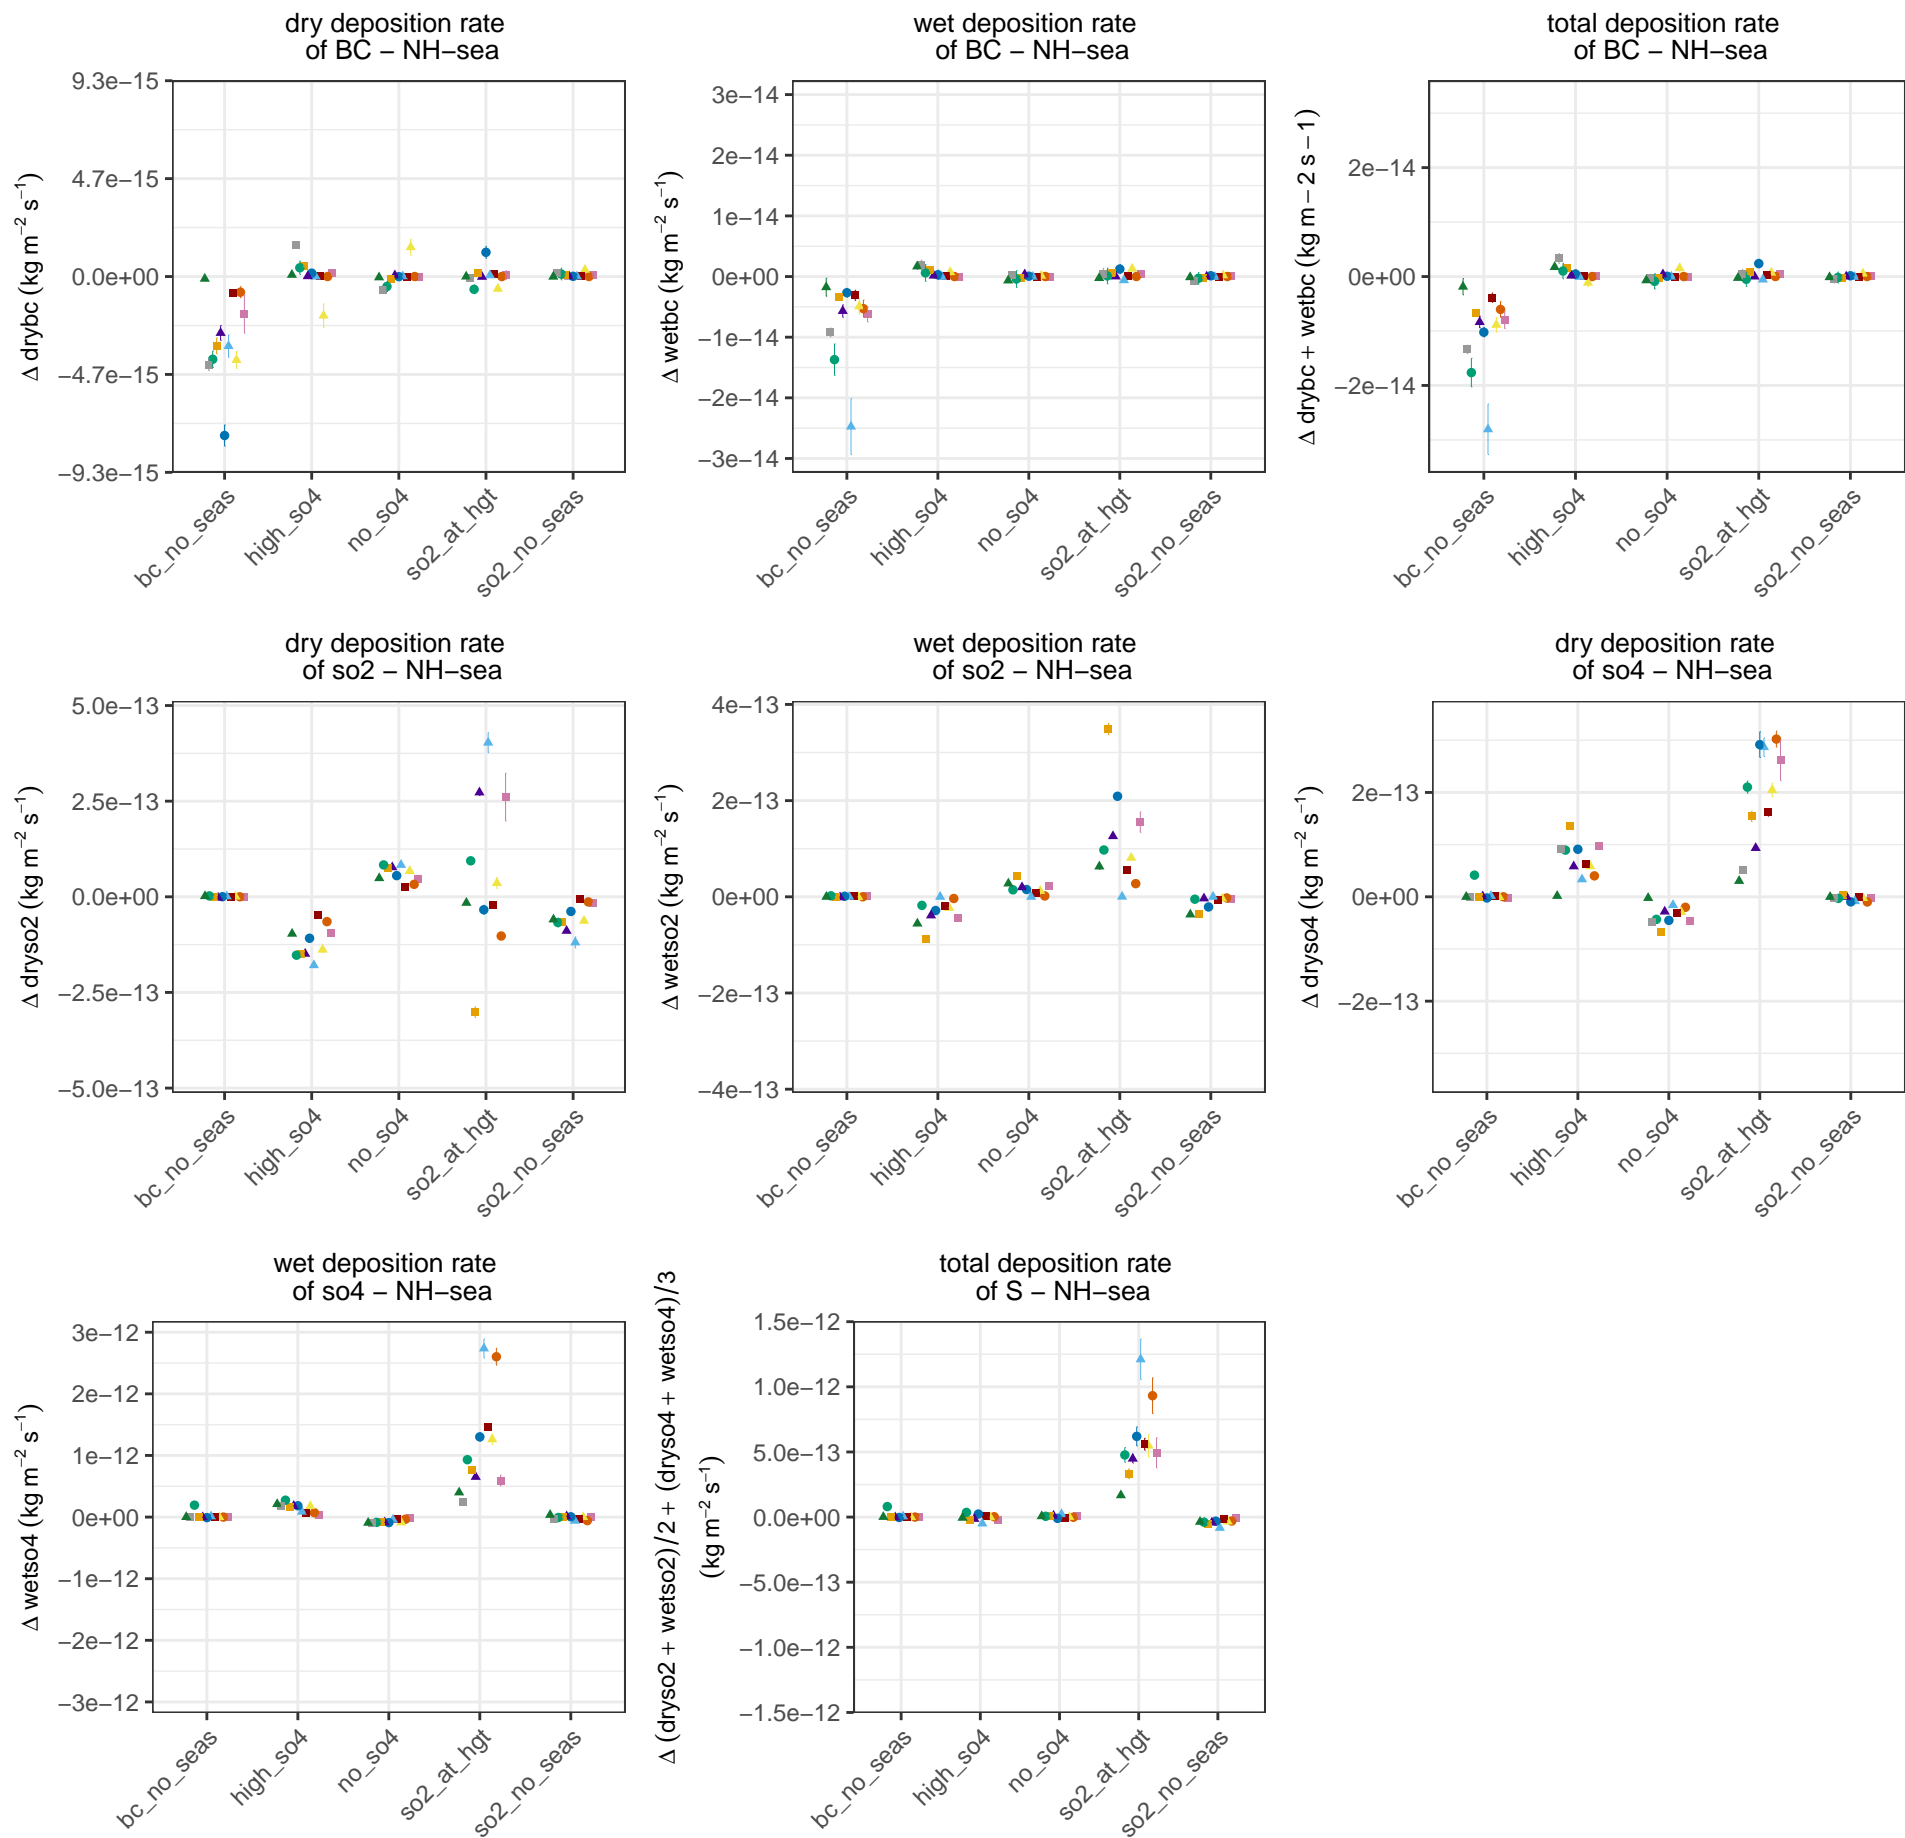 dry deposition rate
of BC − NH−sea
Δ drybc (kg m−2 s−1)
9.3e−15
4.7e−15
0.0e+00
−4.7e−15
−9.3e−15
bc_no_seas
high_so4
no_so4
so2_at_hgt
so2_no_seas
wet deposition rate
of BC − NH−sea
Δ wetbc (kg m−2 s−1)
3e−14
2e−14
1e−14
0e+00
−1e−14
−2e−14
−3e−14
bc_no_seas
high_so4
no_so4
so2_at_hgt
so2_no_seas
total deposition rate
of BC − NH−sea
Δ drybc + wetbc (kg m − 2 s − 1)
2e−14
0e+00
−2e−14
bc_no_seas
high_so4
no_so4
so2_at_hgt
so2_no_seas
dry deposition rate
of so2 − NH−sea
Δ dryso2 (kg m−2 s−1)
5.0e−13
2.5e−13
0.0e+00
−2.5e−13
−5.0e−13
bc_no_seas
high_so4
no_so4
so2_at_hgt
so2_no_seas
wet deposition rate
of so2 − NH−sea
Δ wetso2 (kg m−2 s−1)
4e−13
2e−13
0e+00
−2e−13
−4e−13
bc_no_seas
high_so4
no_so4
so2_at_hgt
so2_no_seas
dry deposition rate
of so4 − NH−sea
Δ dryso4 (kg m−2 s−1)
2e−13
0e+00
−2e−13
bc_no_seas
high_so4
no_so4
so2_at_hgt
so2_no_seas
wet deposition rate
of so4 − NH−sea
Δ wetso4 (kg m−2 s−1)
3e−12
2e−12
1e−12
0e+00
−1e−12
−2e−12
−3e−12
bc_no_seas
high_so4
no_so4
so2_at_hgt
so2_no_seas
total deposition rate
of S − NH−sea
Δ ((dryso2 + wetso2)/2 + (dryso4 + wetso4)/3
(kg m−2 s−1)
1.5e−12
1.0e−12
5.0e−13
0.0e+00
−5.0e−13
−1.0e−12
−1.5e−12
bc_no_seas
high_so4
no_so4
so2_at_hgt
so2_no_seas